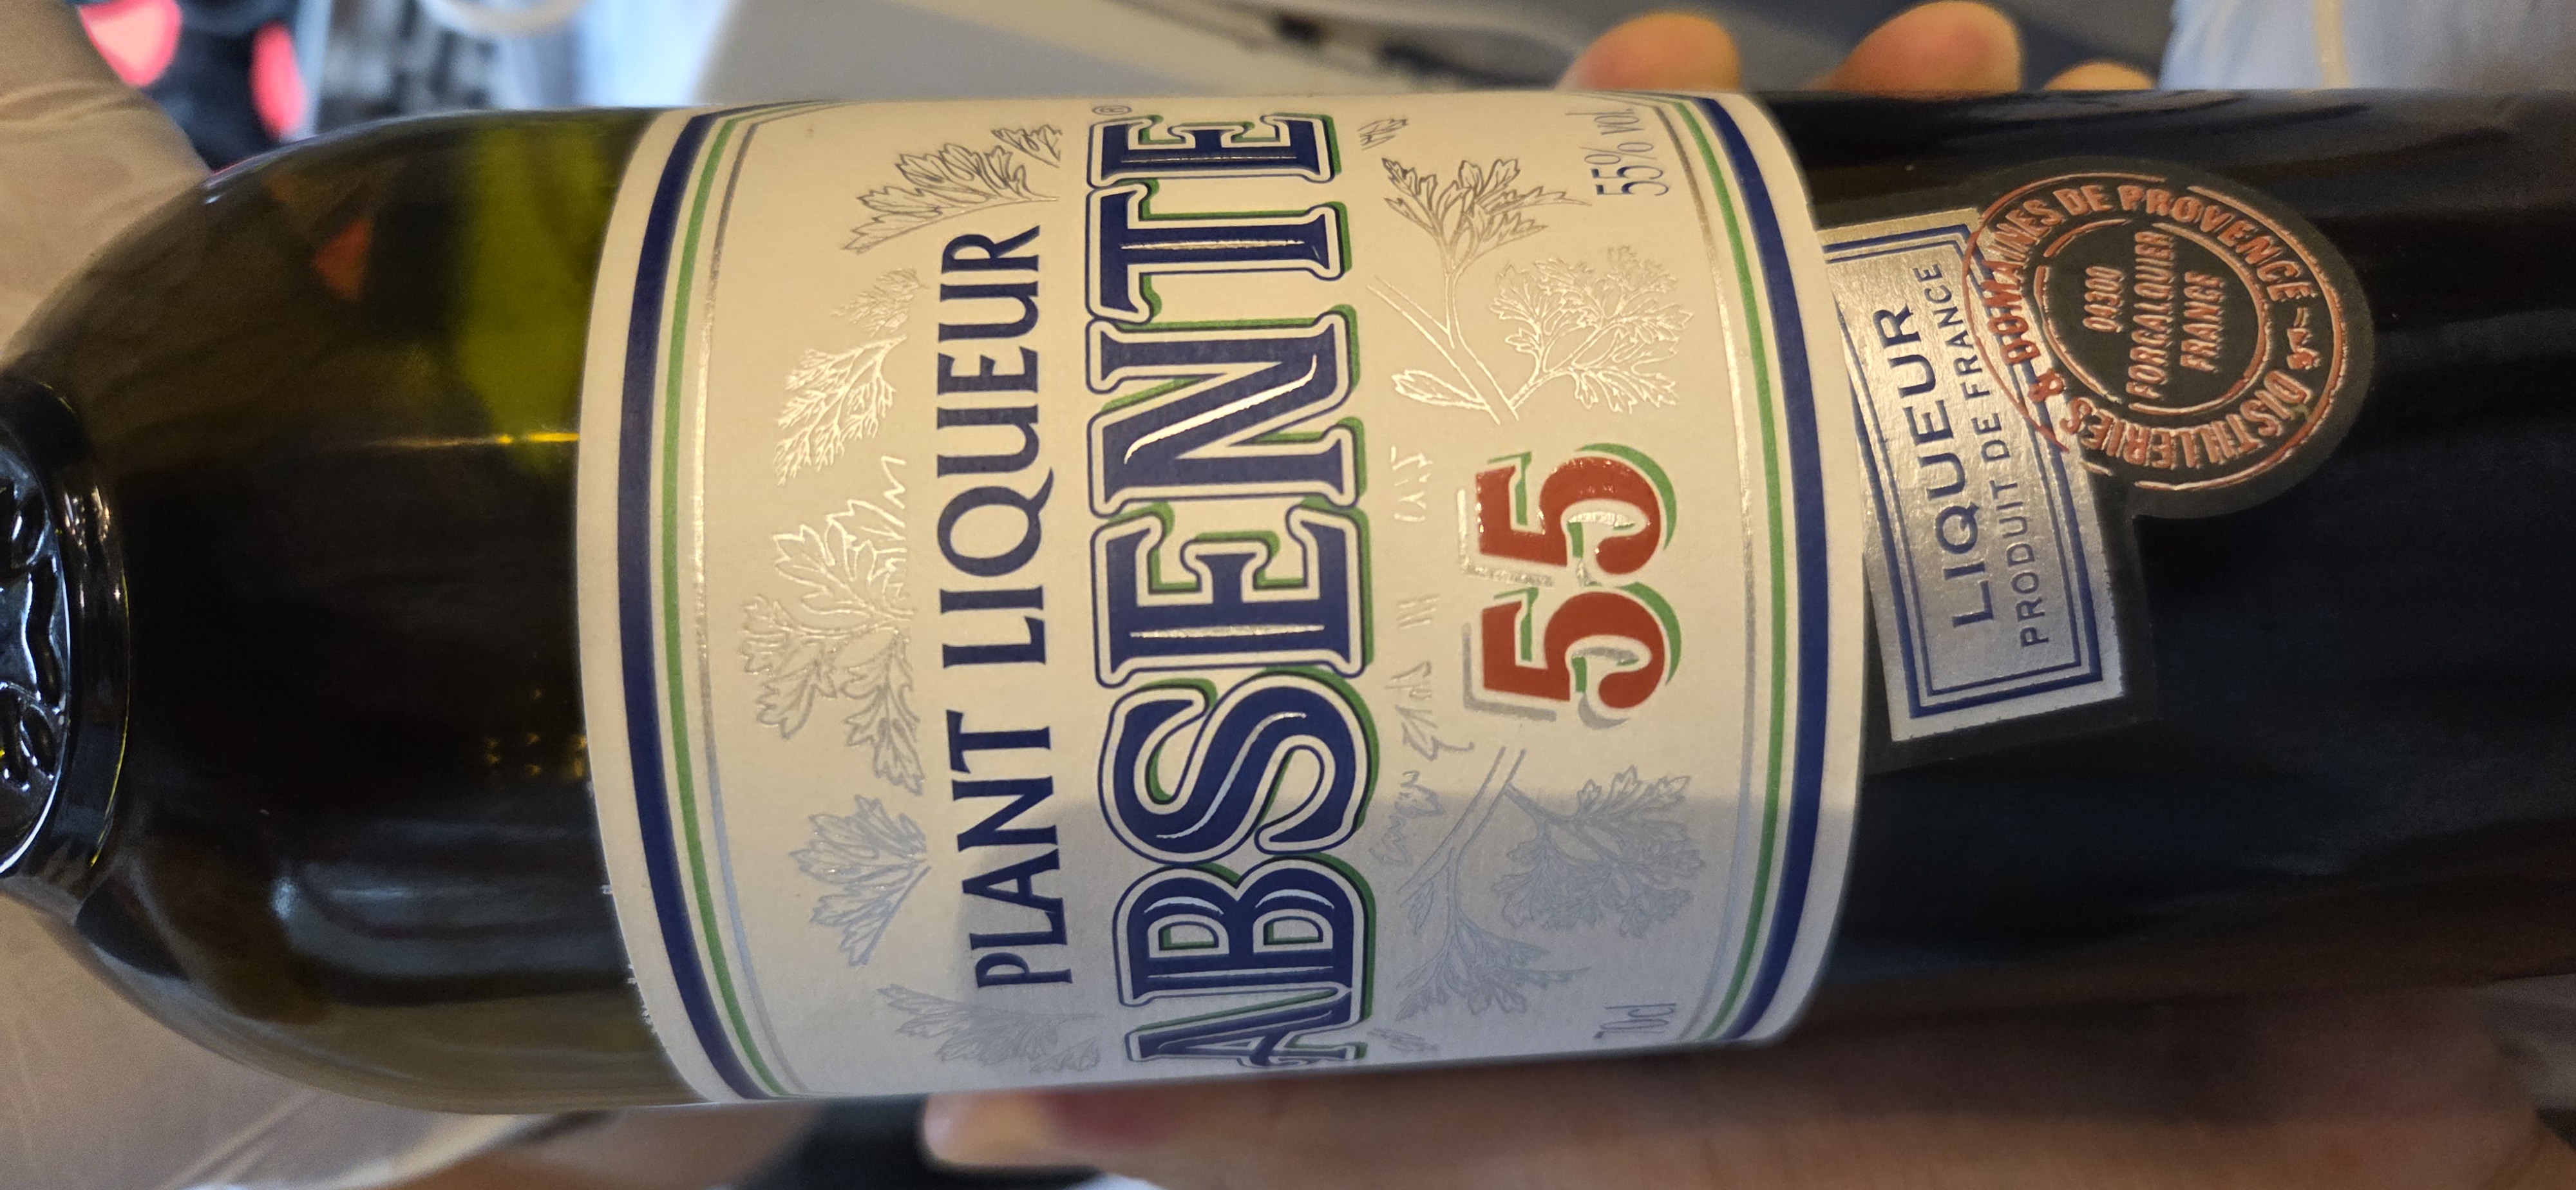 PLANT LIQUEUR
ABSENTE®
55
70cl
55% vol.
LIQUEUR
PRODUIT DE FRANCE
DISTILLERIES & DOMAINES DE PROVENCE
04300
FORCALQUIER
FRANCE